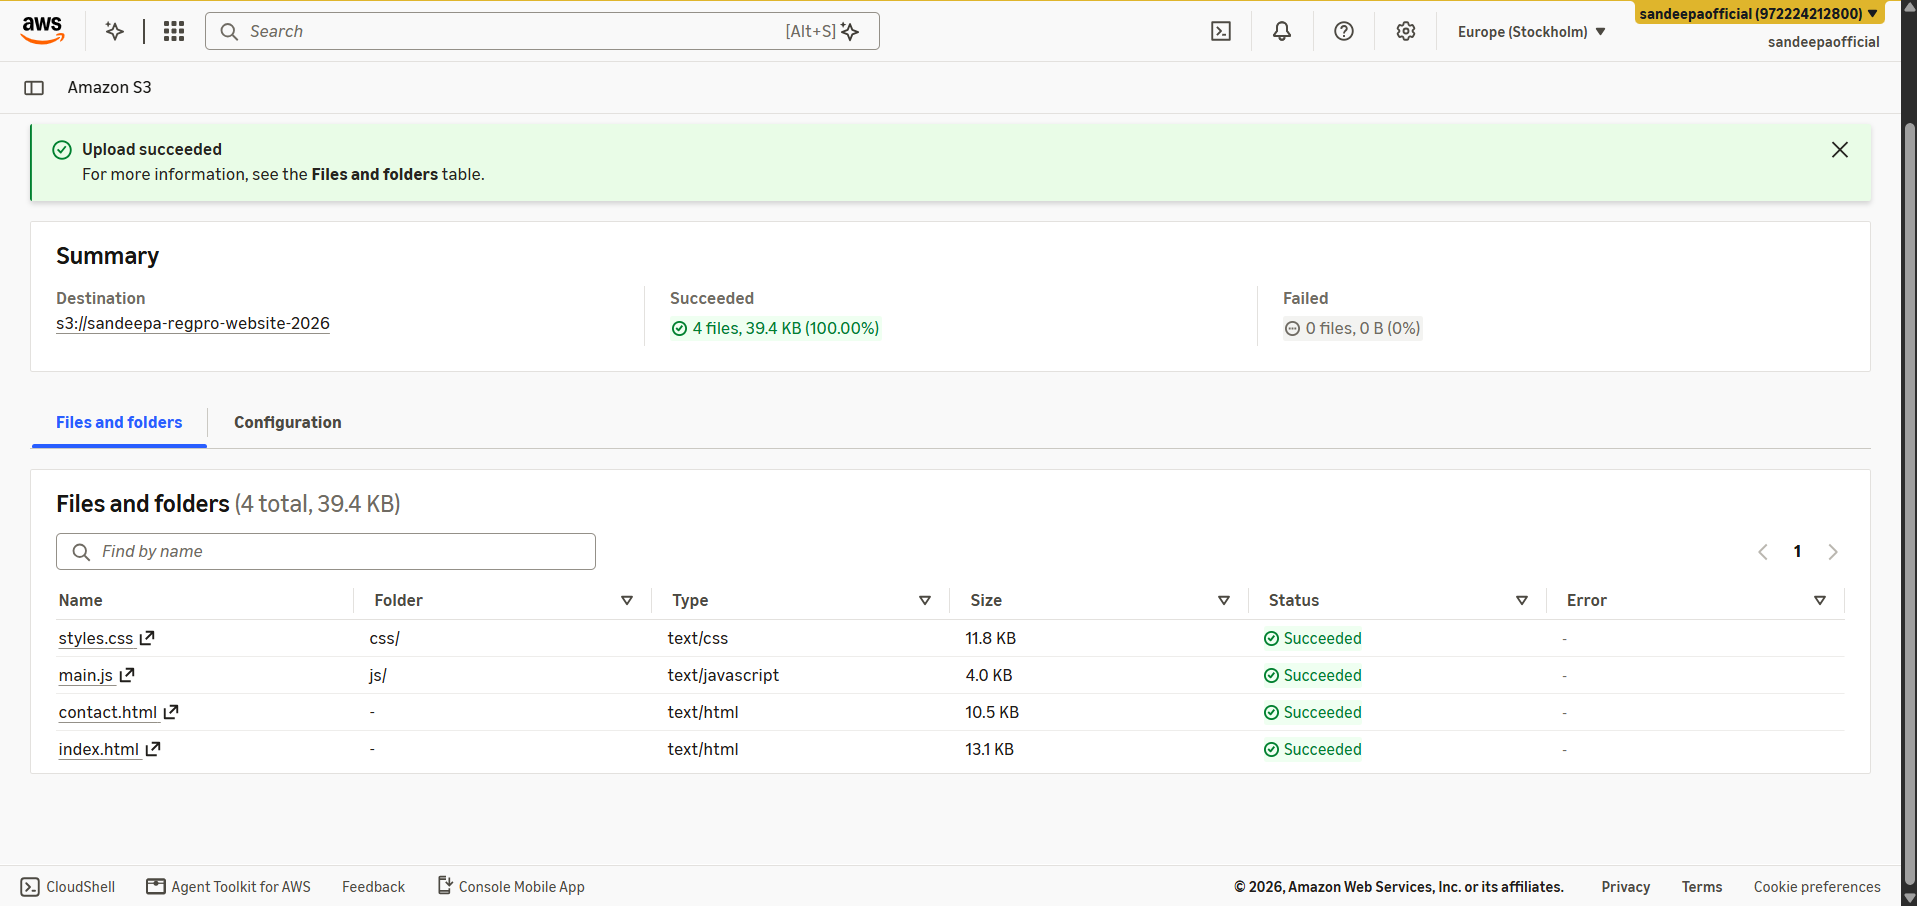 aws
Search [Alt+S]
Europe (Stockholm)
sandeepaofficial (972224212800)
sandeepaofficial
Amazon S3
Upload succeeded
For more information, see the Files and folders table.
Summary
Destination
s3://sandeepa-regpro-website-2026
Succeeded
4 files, 39.4 KB (100.00%)
Failed
0 files, 0 B (0%)
Files and folders
Configuration
Files and folders (4 total, 39.4 KB)
Find by name
1
Name Folder Type Size Status Error
styles.css css/ text/css 11.8 KB Succeeded -
main.js js/ text/javascript 4.0 KB Succeeded -
contact.html - text/html 10.5 KB Succeeded -
index.html - text/html 13.1 KB Succeeded -
CloudShell Agent Toolkit for AWS Feedback Console Mobile App © 2026, Amazon Web Services, Inc. or its affiliates. Privacy Terms Cookie preferences